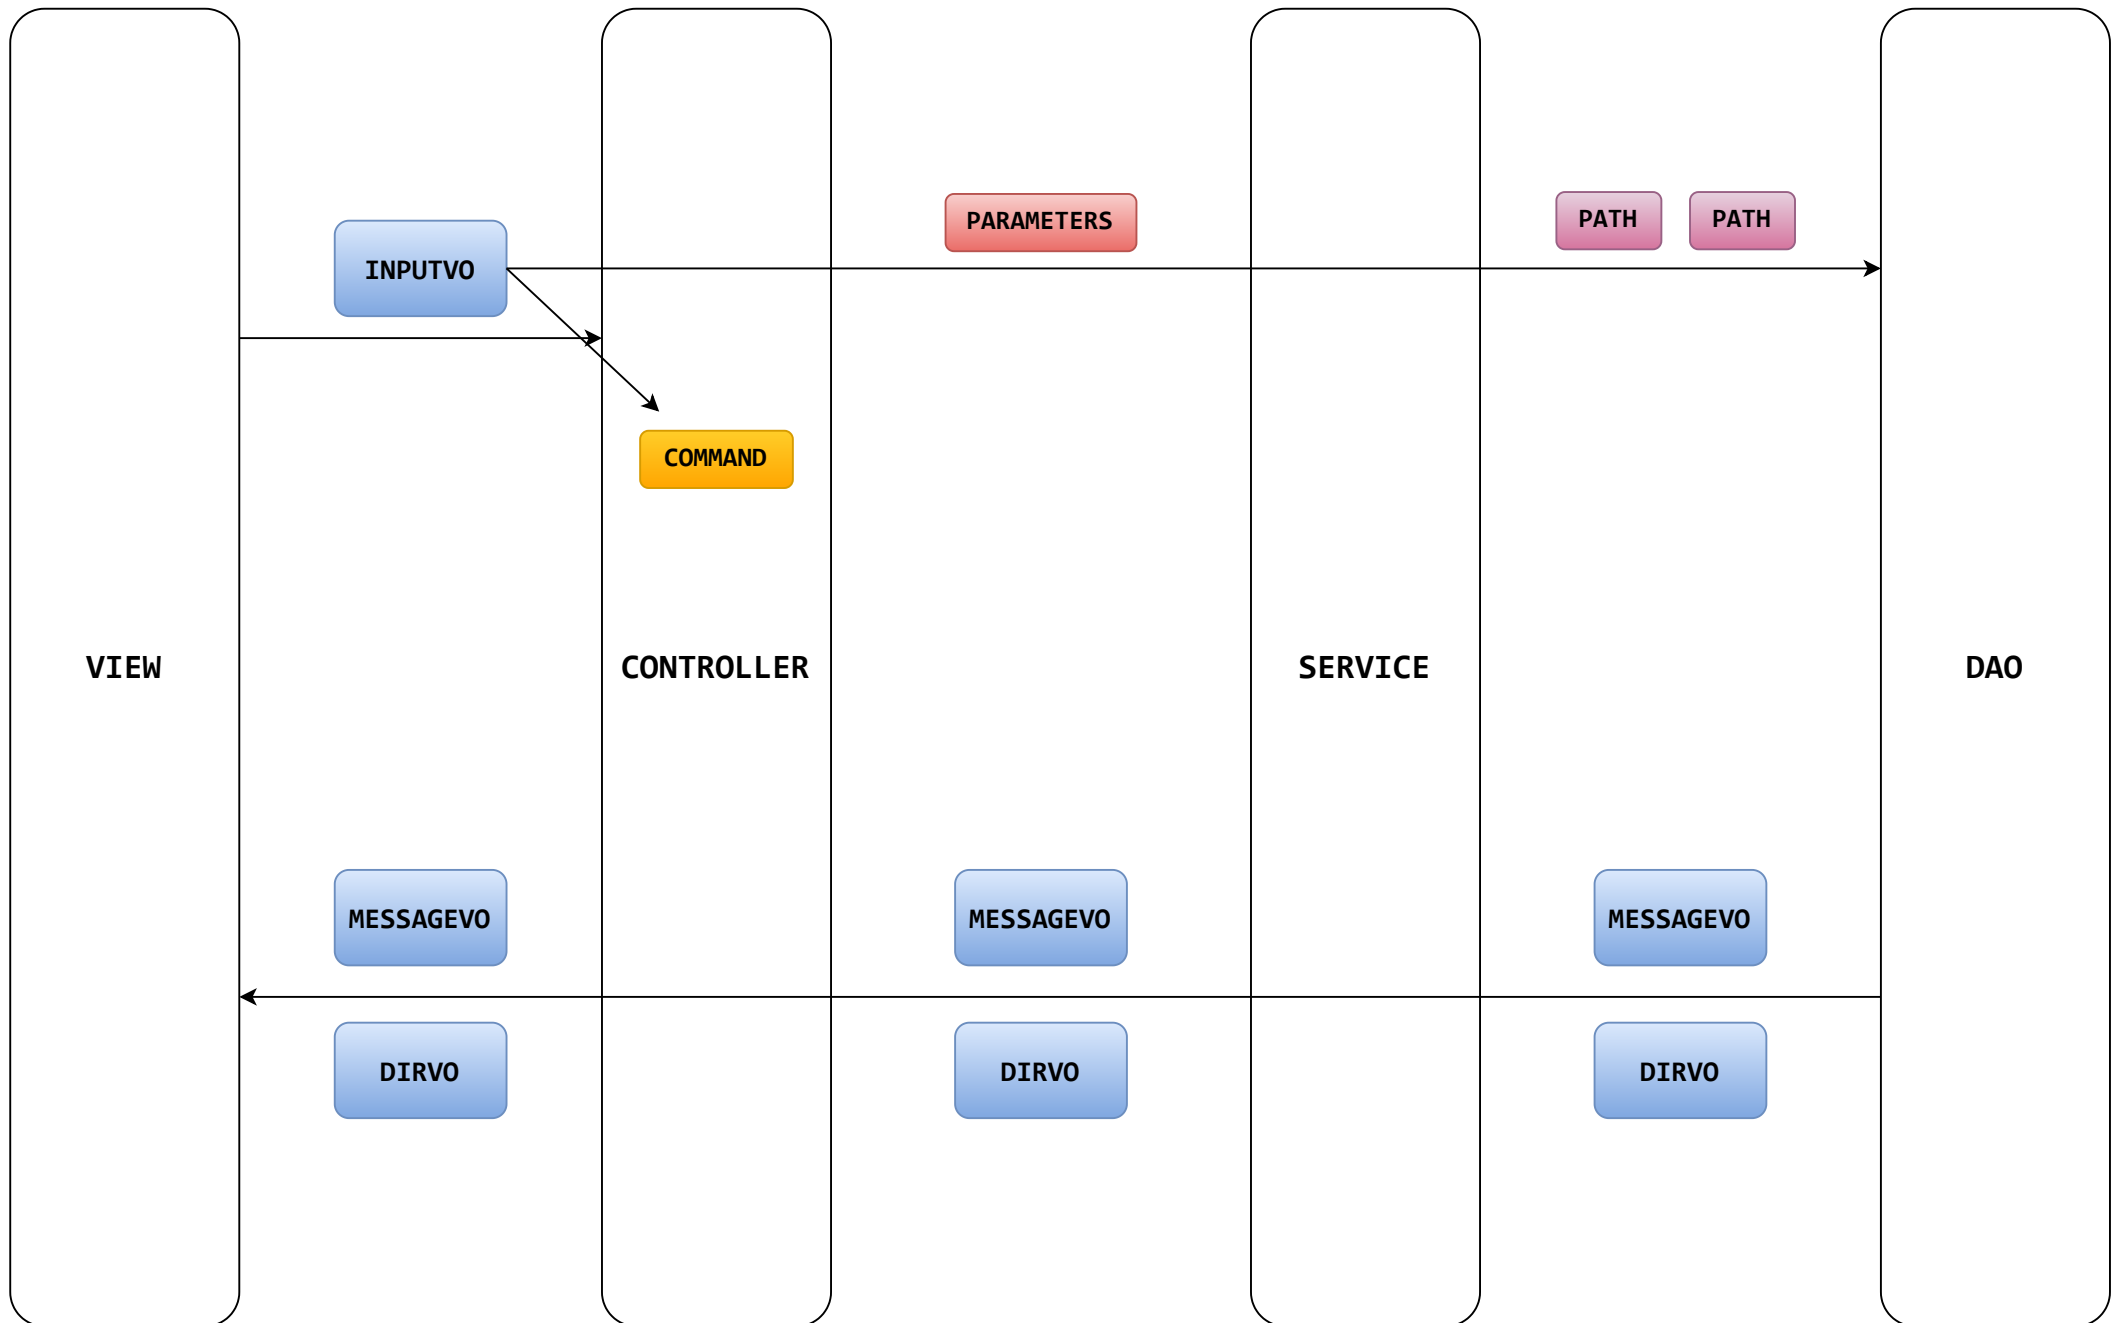 PARAMETERS
PATH
PATH
INPUTVO
COMMAND
VIEW
CONTROLLER
SERVICE
DAO
MESSAGEVO
MESSAGEVO
MESSAGEVO
DIRVO
DIRVO
DIRVO